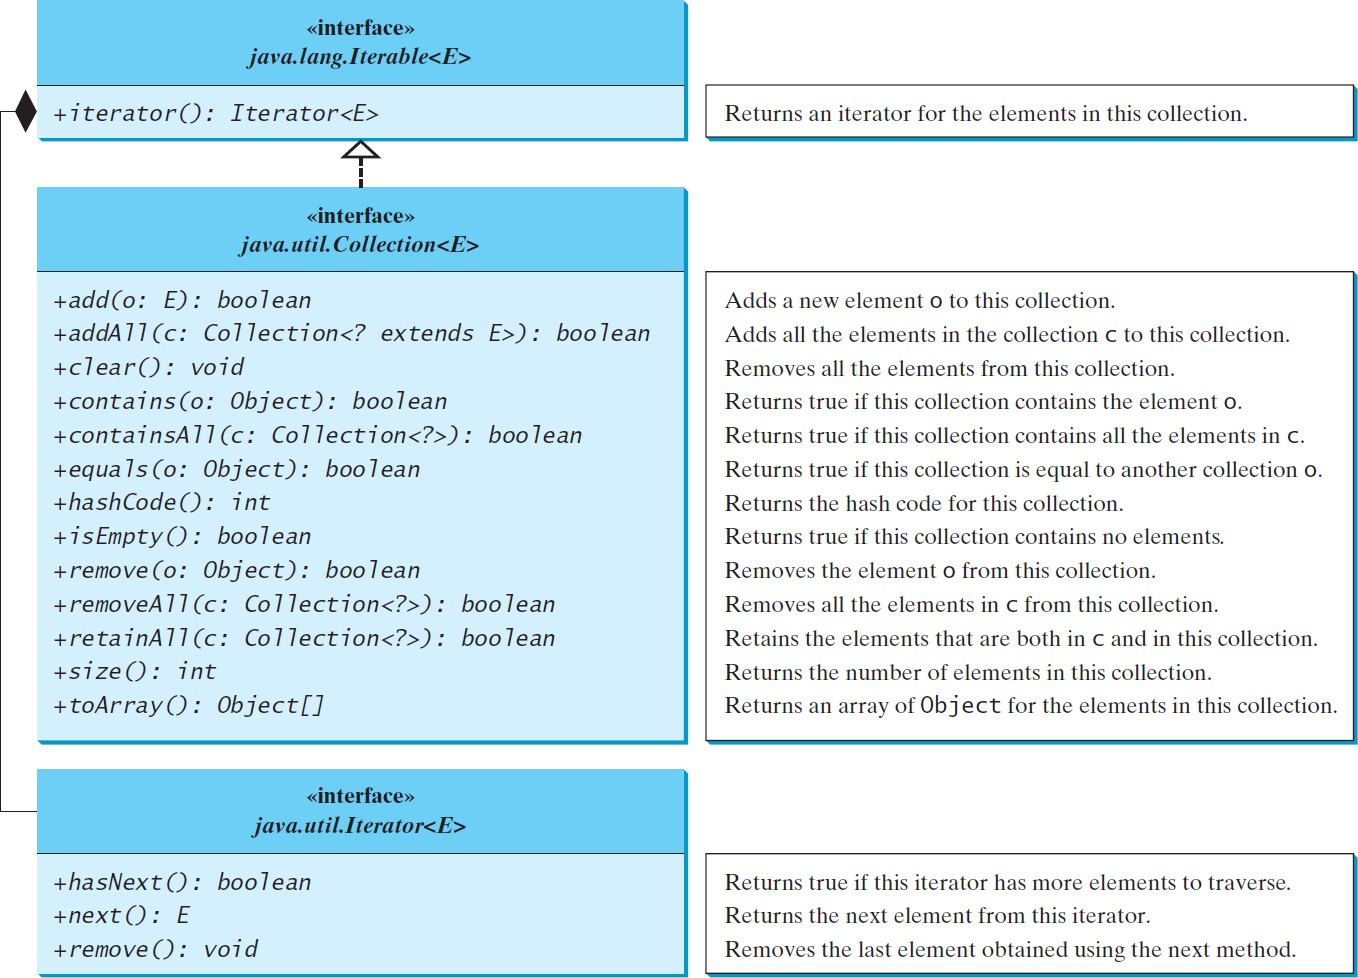 «interface»
java.lang.Iterable<E>
+iterator(): Iterator<E>
Returns an iterator for the elements in this collection.
«interface»
java.util.Collection<E>
+add(o: E): boolean
Adds a new element o to this collection.
+addAll(c: Collection<? extends E>): boolean
Adds all the elements in the collection c to this collection.
+clear(): void
Removes all the elements from this collection.
+contains(o: Object): boolean
Returns true if this collection contains the element o.
+containsAll(c: Collection<?>): boolean
Returns true if this collection contains all the elements in c.
+equals(o: Object): boolean
Returns true if this collection is equal to another collection o.
+hashCode(): int
Returns the hash code for this collection.
+isEmpty(): boolean
Returns true if this collection contains no elements.
+remove(o: Object): boolean
Removes the element o from this collection.
+removeAll(c: Collection<?>): boolean
Removes all the elements in c from this collection.
+retainAll(c: Collection<?>): boolean
Retains the elements that are both in c and in this collection.
+size(): int
Returns the number of elements in this collection.
+toArray(): Object[]
Returns an array of Object for the elements in this collection.
«interface»
java.util.Iterator<E>
+hasNext(): boolean
Returns true if this iterator has more elements to traverse.
+next(): E
Returns the next element from this iterator.
+remove(): void
Removes the last element obtained using the next method.